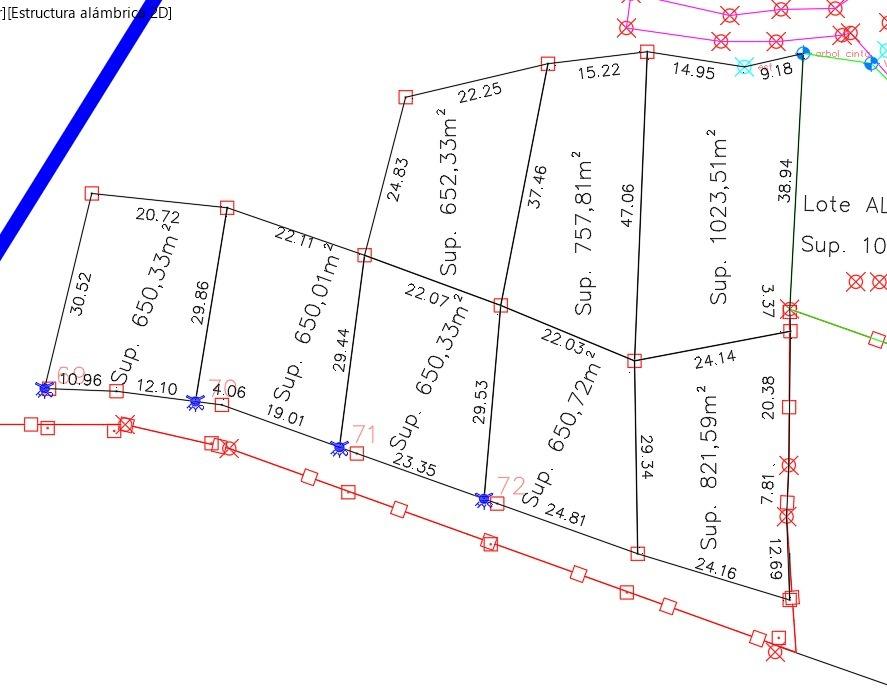 ][Estructura alámbrica 2D]
arbol cinto
15.22
14.95
9.18
22.25
24.83
Sup. 652,33m²
37.46
Sup. 757,81m²
47.06
Sup. 1023,51m²
38.94
Lote AL
Sup. 10
20.72
22.11
30.52
Sup. 650,33m²
29.86
Sup. 650,01m²
29.44
22.07
Sup. 650,33m²
29.53
22.03
Sup. 650,72m²
29.34
24.14
3.37
Sup. 821,59m²
20.38
7.81
12.69
69
10.96
12.10
70
4.06
19.01
71
23.35
72
24.81
24.16